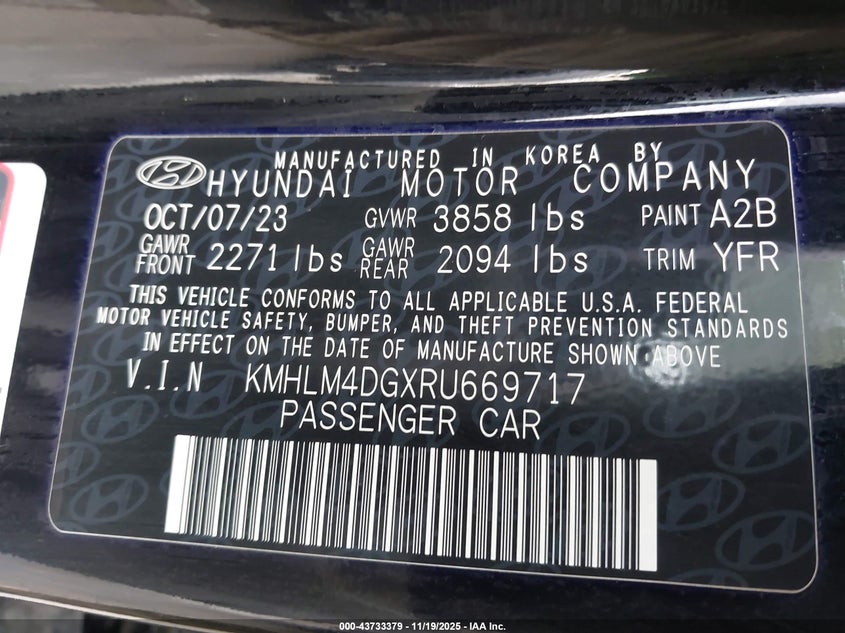 MANUFACTURED IN KOREA BY
HYUNDAI MOTOR COMPANY
OCT/07/23 GVWR 3858 lbs PAINT A2B
GAWR FRONT 2271 lbs GAWR REAR 2094 lbs TRIM YFR
THIS VEHICLE CONFORMS TO ALL APPLICABLE U.S.A. FEDERAL
MOTOR VEHICLE SAFETY, BUMPER, AND THEFT PREVENTION STANDARDS
IN EFFECT ON THE DATE OF MANUFACTURE SHOWN ABOVE
V.I.N KMHLM4DGXRU669717
PASSENGER CAR
000-43733379 - 11/19/2025 - IAA Inc.